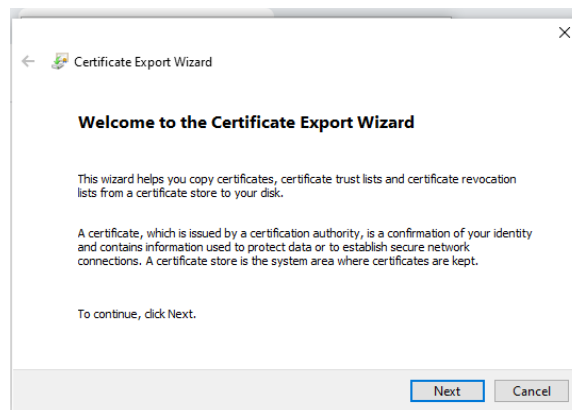 Certificate Export Wizard
Welcome to the Certificate Export Wizard
This wizard helps you copy certificates, certificate trust lists and certificate revocation
lists from a certificate store to your disk.
A certificate, which is issued by a certification authority, is a confirmation of your identity
and contains information used to protect data or to establish secure network
connections. A certificate store is the system area where certificates are kept.
To continue, click Next.
Next Cancel